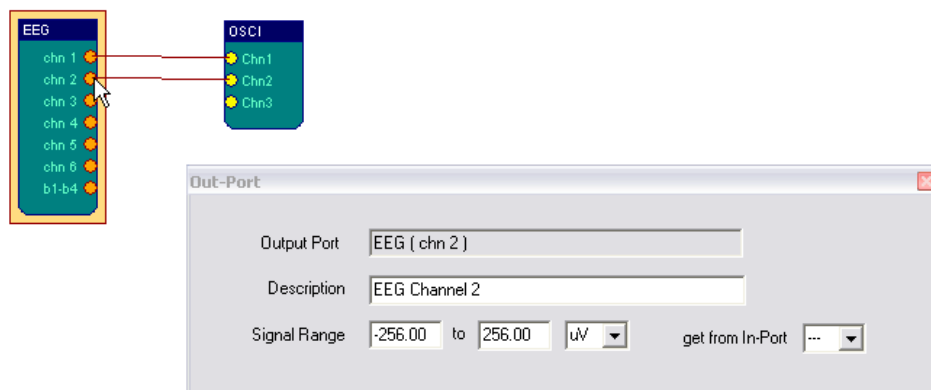 EEG
chn 1
chn 2
chn 3
chn 4
chn 5
chn 6
b1-b4
OSCI
Chn1
Chn2
Chn3
Out-Port
Output Port EEG ( chn 2 )
Description EEG Channel 2
Signal Range -256.00 to 256.00 uV get from In-Port ---